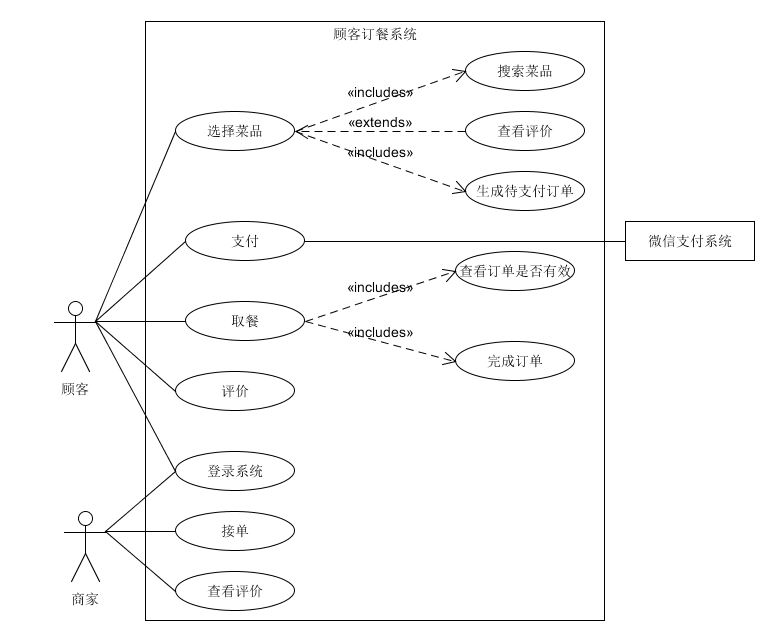 顾客订餐系统
搜索菜品
«includes»
选择菜品
«extends»
查看评价
«includes»
生成待支付订单
支付
微信支付系统
查看订单是否有效
«includes»
取餐
«includes»
完成订单
顾客
评价
登录系统
接单
查看评价
商家